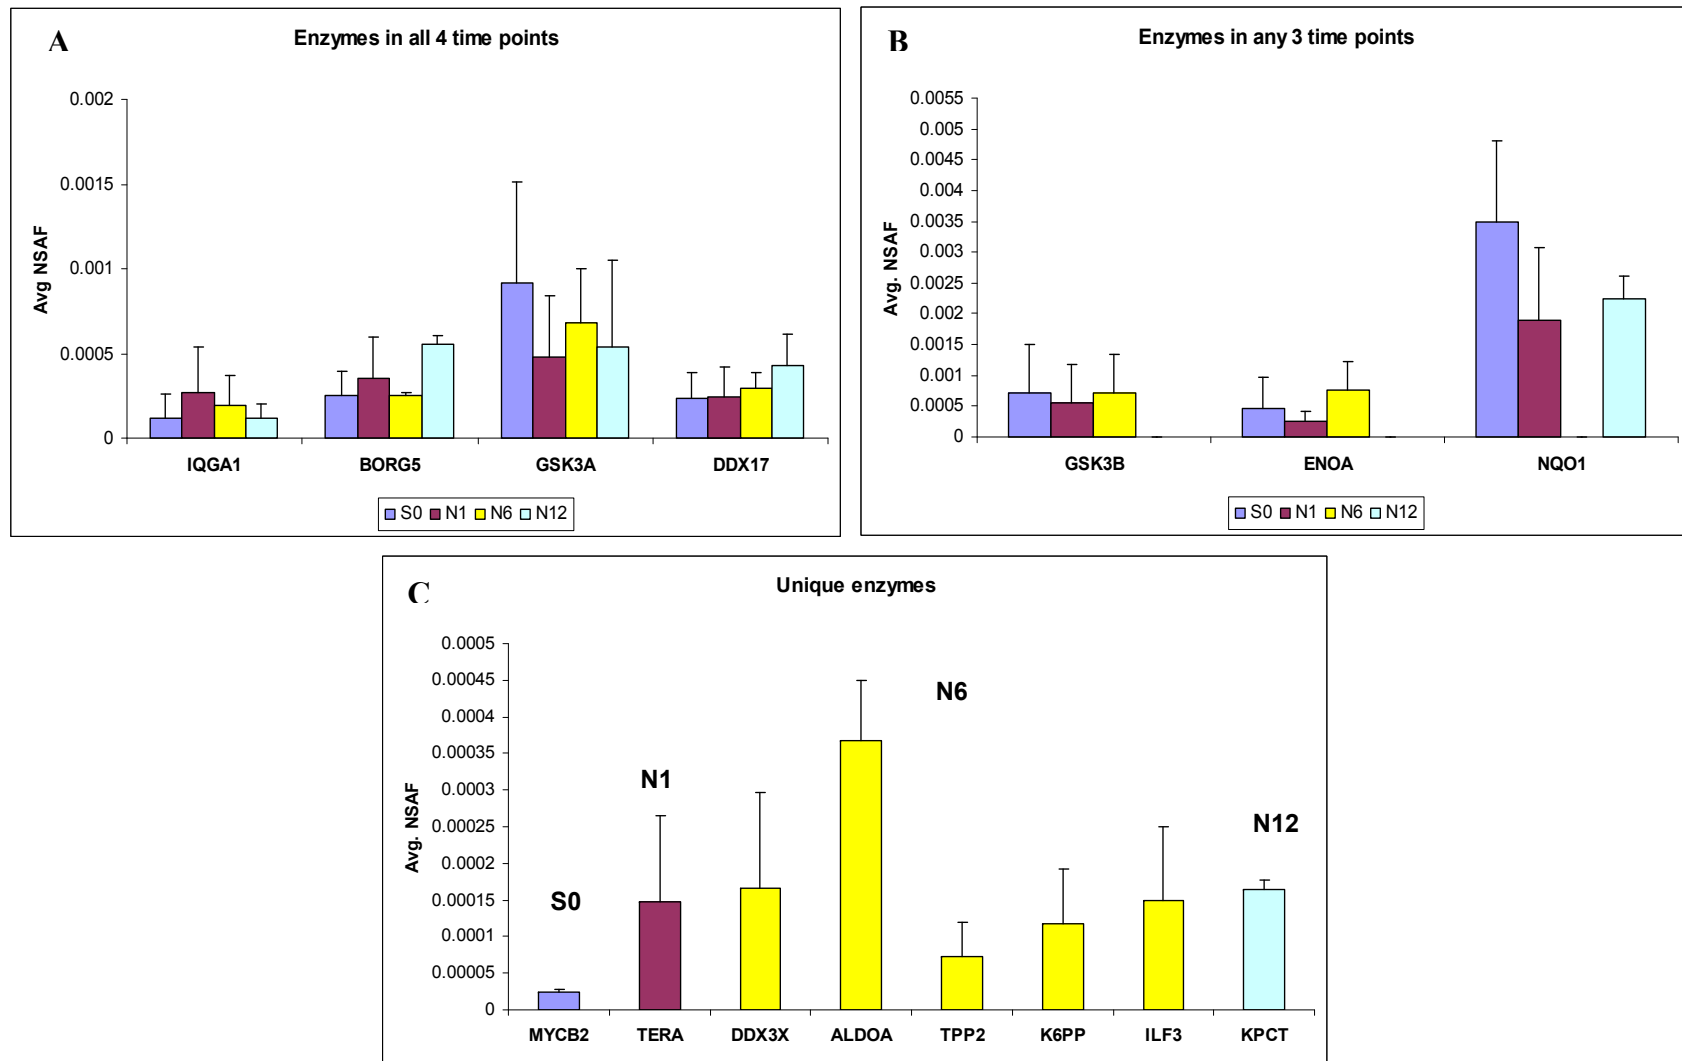 A
Enzymes in all 4 time points
0.002
0.0015
0.001
0.0005
0
Avg NSAF
IQGA1 BORG5 GSK3A DDX17
S0 N1 N6 N12
B
Enzymes in any 3 time points
0.0055
0.005
0.0045
0.004
0.0035
0.003
0.0025
0.002
0.0015
0.001
0.0005
0
Avg. NSAF
GSK3B ENOA NQO1
S0 N1 N6 N12
C
Unique enzymes
0.0005
0.00045
0.0004
0.00035
0.0003
0.00025
0.0002
0.00015
0.0001
0.00005
0
Avg. NSAF
S0
N1
N6
N12
MYCB2 TERA DDX3X ALDOA TPP2 K6PP ILF3 KPCT